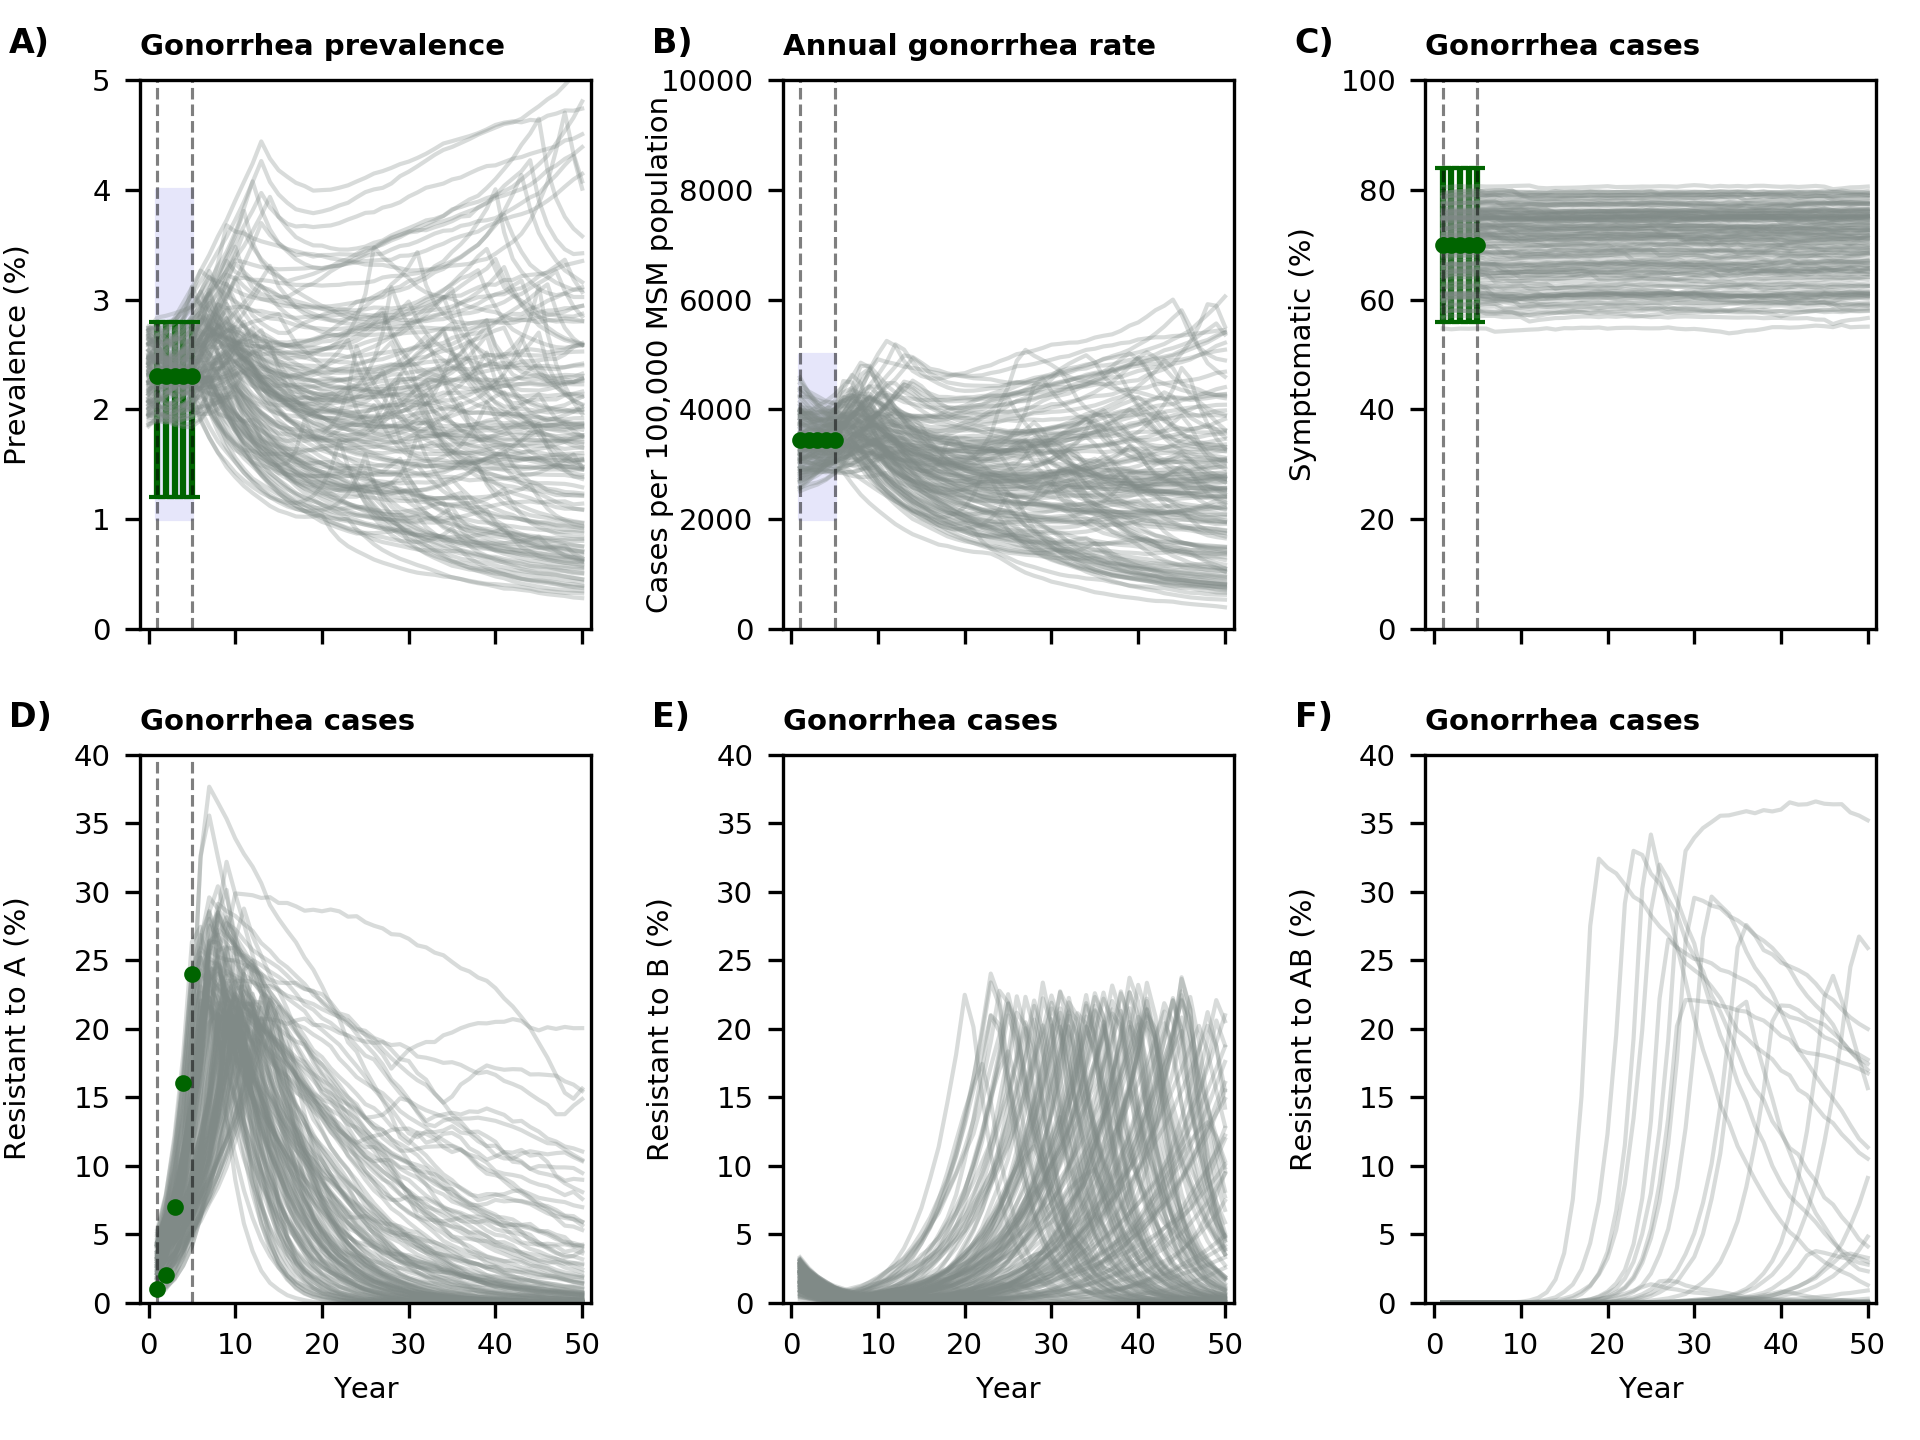 A) Gonorrhea prevalence
5
4
3
2
1
0
Prevalence (%)
B) Annual gonorrhea rate
10000
8000
6000
4000
2000
0
Cases per 100,000 MSM population
C) Gonorrhea cases
100
80
60
40
20
0
Symptomatic (%)
D) Gonorrhea cases
40
35
30
25
20
15
10
5
0
Resistant to A (%)
0 10 20 30 40 50
Year
E) Gonorrhea cases
40
35
30
25
20
15
10
5
0
Resistant to B (%)
0 10 20 30 40 50
Year
F) Gonorrhea cases
40
35
30
25
20
15
10
5
0
Resistant to AB (%)
0 10 20 30 40 50
Year